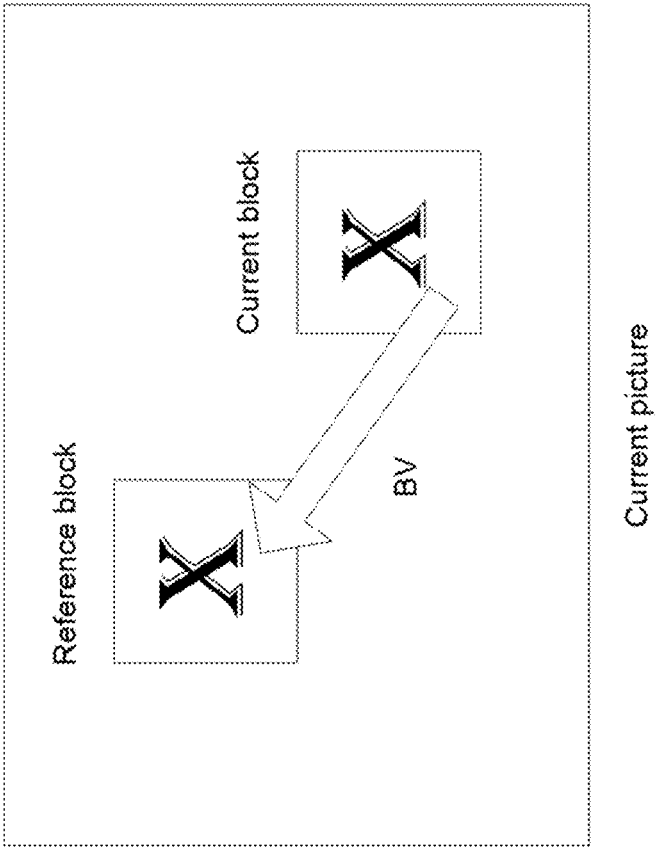 Reference block
Current block
X
X
BV
Current picture